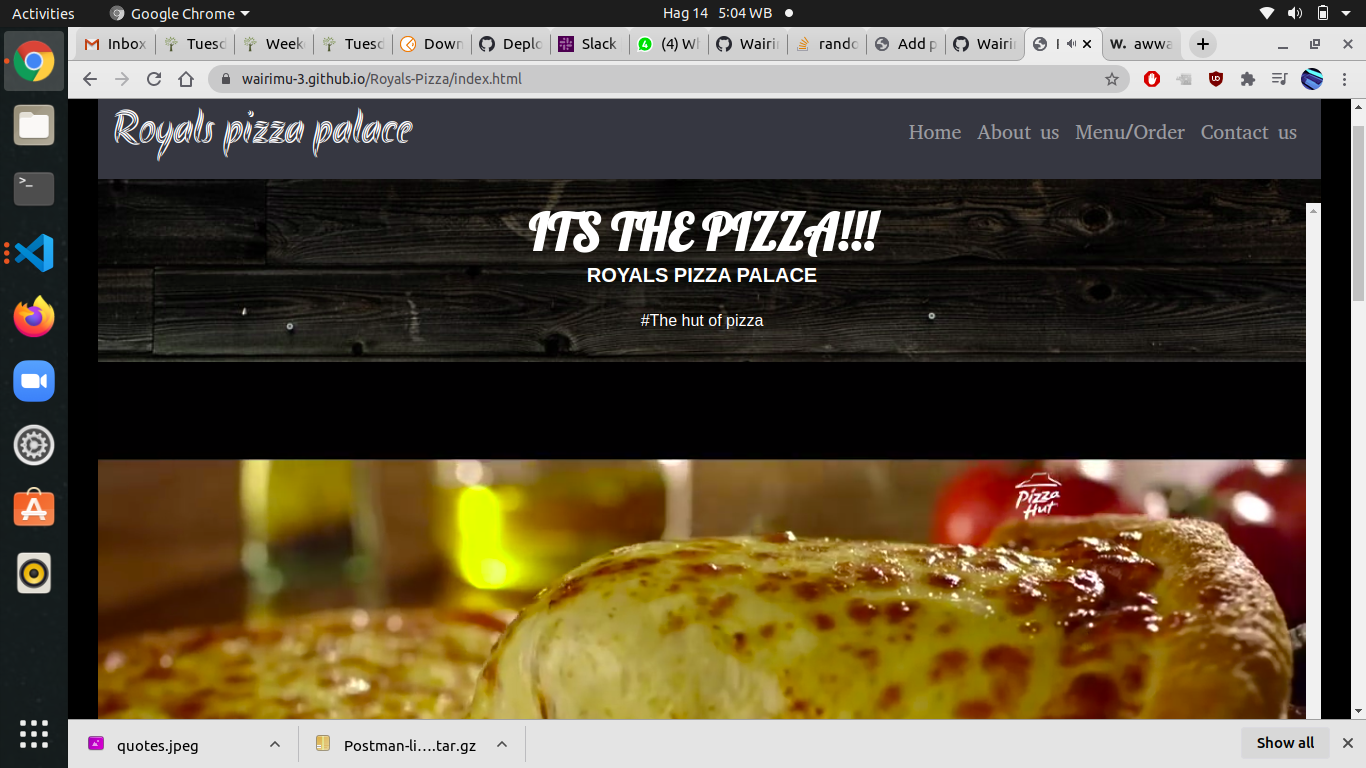 Activities
Google Chrome
Hag 14 5:04 WB
Inbox
Tuesd
Week
Tuesd
Down
Deplo
Slack
(4) W
Wairi
rando
Add p
Wairi
W. awwa
wairimu-3.github.io/Royals-Pizza/index.html
Royals pizza palace
Home About us Menu/Order Contact us
ITS THE PIZZA!!!
ROYALS PIZZA PALACE
#The hut of pizza
Pizza
Hut
quotes.jpeg
Postman-li....tar.gz
Show all